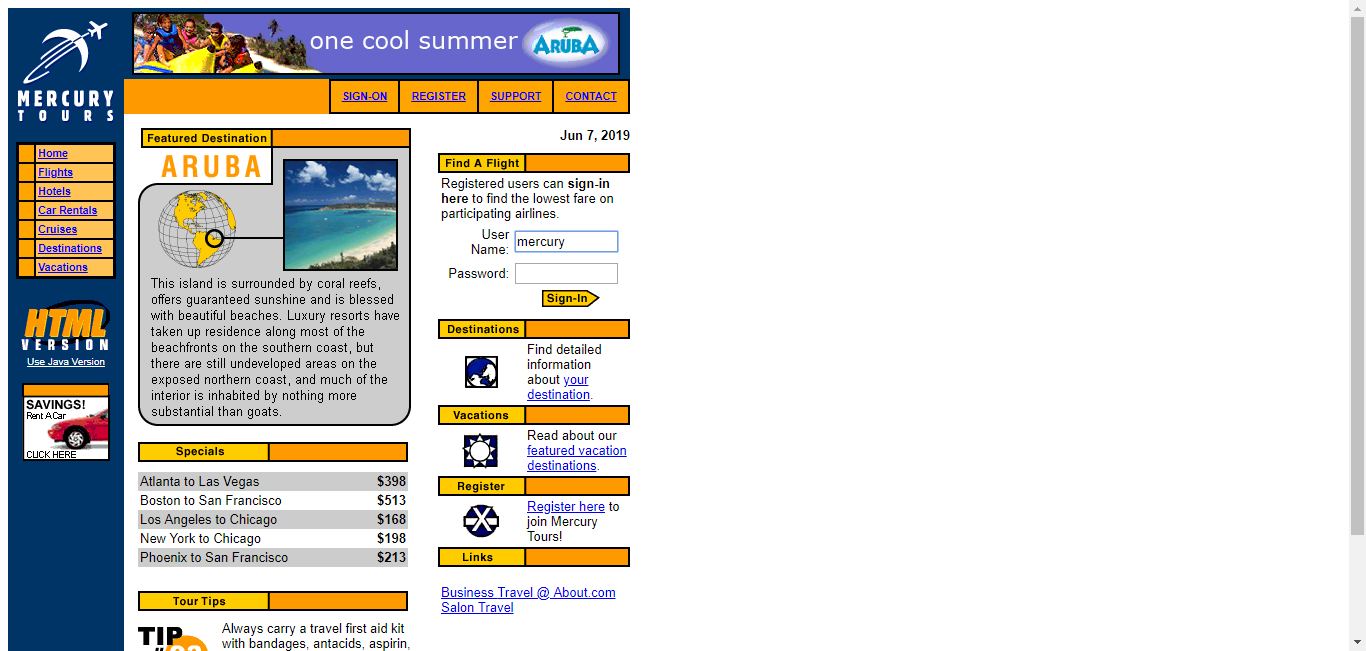 one cool summer
ARUBA
MERCURY
TOURS
SIGN-ON
REGISTER
SUPPORT
CONTACT
Home
Flights
Hotels
Car Rentals
Cruises
Destinations
Vacations
HTML
VERSION
Use Java Version
SAVINGS!
Rent A Car
CLICK HERE
Featured Destination
ARUBA
This island is surrounded by coral reefs,
offers guaranteed sunshine and is blessed
with beautiful beaches. Luxury resorts have
taken up residence along most of the
beachfronts on the southern coast, but
there are still undeveloped areas on the
exposed northern coast, and much of the
interior is inhabited by nothing more
substantial than goats.
Specials
Atlanta to Las Vegas $398
Boston to San Francisco $513
Los Angeles to Chicago $168
New York to Chicago $198
Phoenix to San Francisco $213
Tour Tips
TIP
Always carry a travel first aid kit
with bandages, antacids, aspirin,
Jun 7, 2019
Find A Flight
Registered users can sign-in
here to find the lowest fare on
participating airlines.
User
Name: mercury
Password:
Sign-In
Destinations
Find detailed
information
about your
destination.
Vacations
Read about our
featured vacation
destinations.
Register
Register here to
join Mercury
Tours!
Links
Business Travel @ About.com
Salon Travel